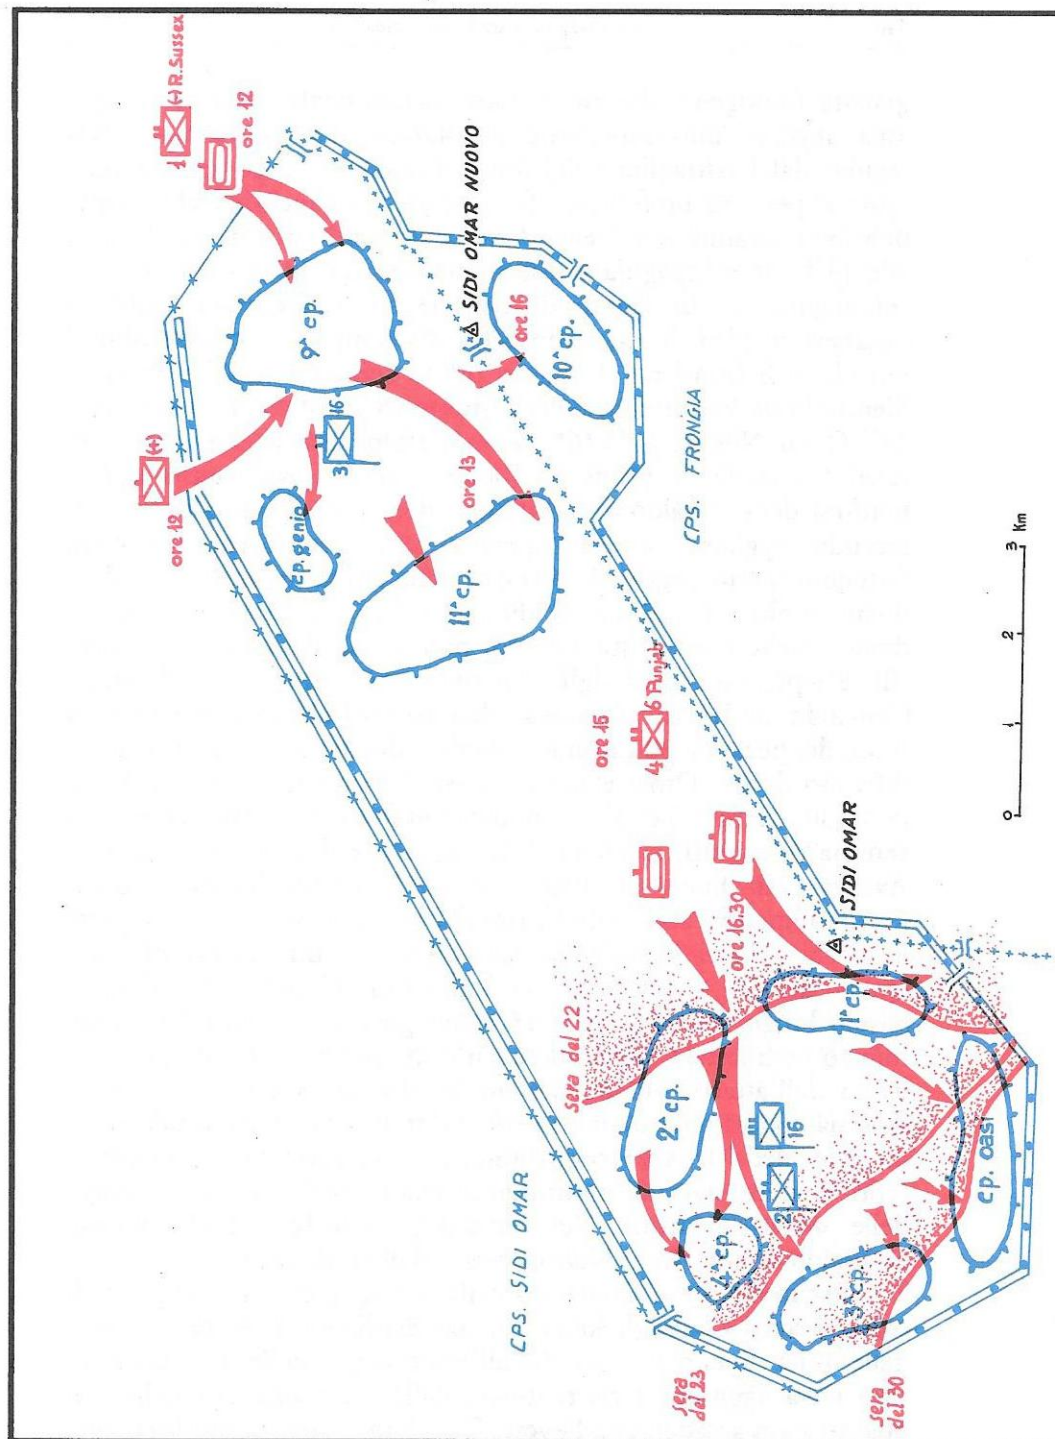 1 (-) R. Sussex
ore 12
(+)
ore 12
9ª cp.
3 16
cp. genio
SIDI OMAR NUOVO
ore 16
10ª cp.
ore 13
11ª cp.
CPS. FRONGIA
ore 15
4 6 Punjab
0 1 2 3 Km
SIDI OMAR
ore 16.30
1ª cp.
sera del 22
2ª cp.
16
2
4ª cp.
3ª cp.
cp. oasi
CPS. SIDI OMAR
sera
del 23
sera
del 30